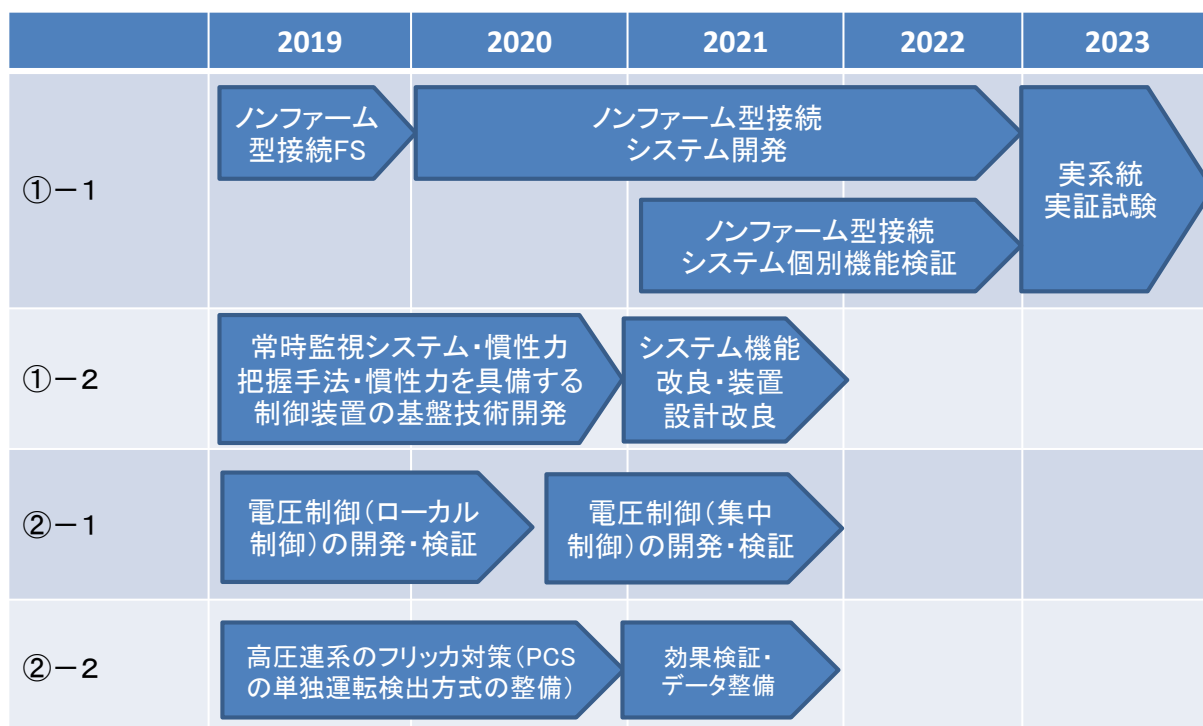 2019
2020
2021
2022
2023
①－１
ノンファーム
型接続FS
ノンファーム型接続
システム開発
ノンファーム型接続
システム個別機能検証
実系統
実証試験
①－２
常時監視システム・慣性力
把握手法・慣性力を具備する
制御装置の基盤技術開発
システム機能
改良・装置
設計改良
②－１
電圧制御（ローカル
制御）の開発・検証
電圧制御（集中
制御）の開発・検証
②－２
高圧連系のフリッカ対策（PCS
の単独運転検出方式の整備）
効果検証・
データ整備